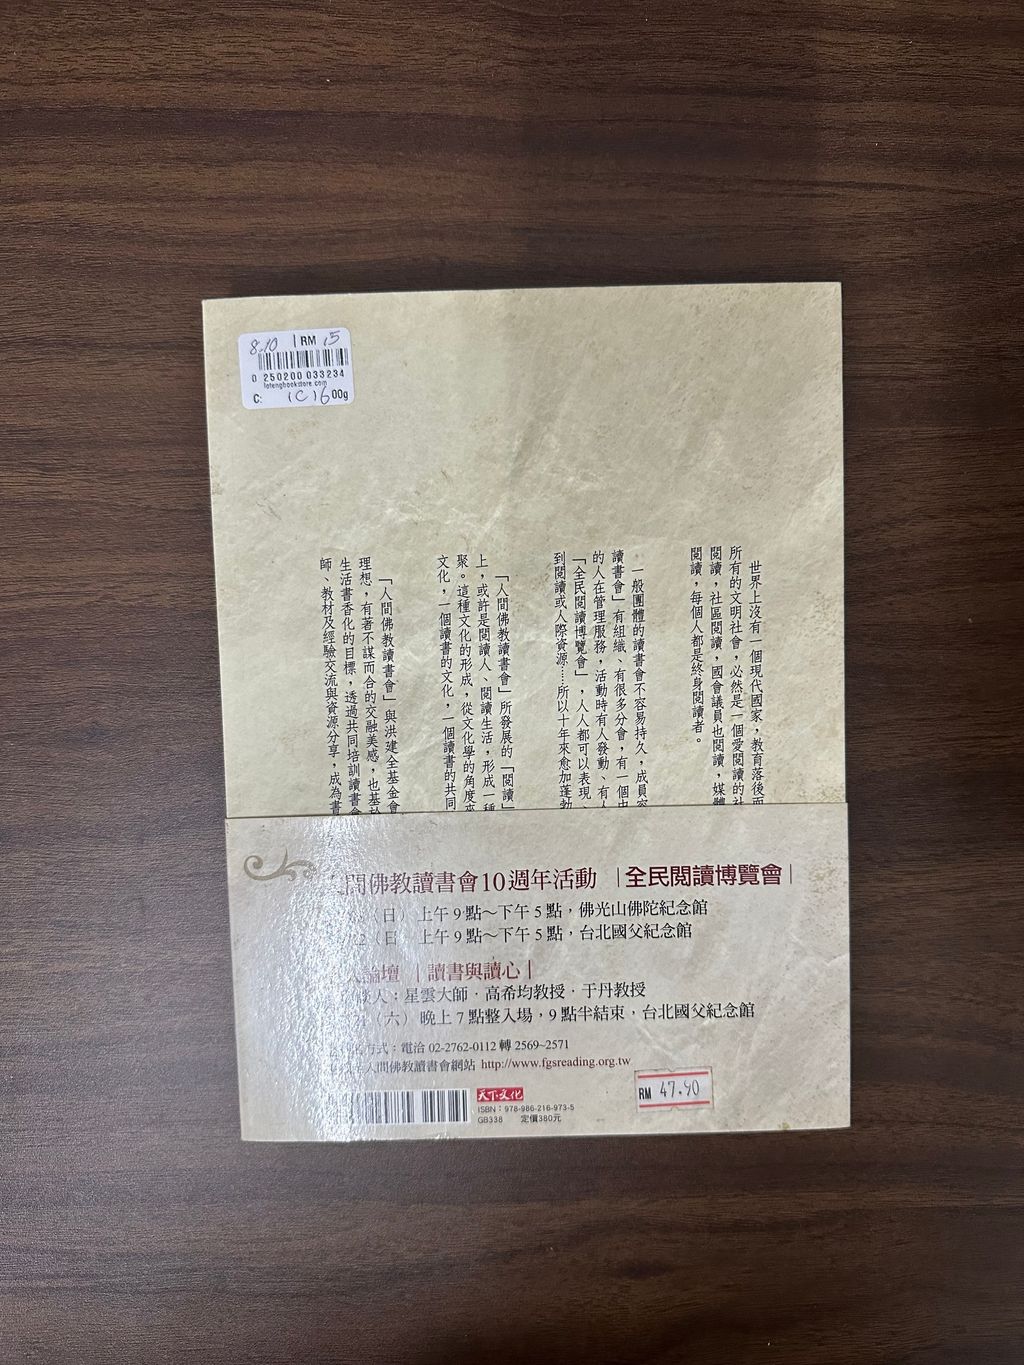 8.10 | RM 15
0 250200 033234
lotengbookstore.com
C: 1C1600g
世界上沒有一個現代國家，教育落後而
所有的文明社會，必然是一個愛閱讀的社
閱讀，社區閱讀，國會議員也閱讀，媒體
閱讀，每個人都是終身閱讀者。
一般團體的讀書會不容易持久，成員容
讀書會」有組織、有很多分會，有一個中
的人在管理服務，活動時有人發動、有人
「全民閱讀博覽會」，人人都可以表現
到閱讀或人際資源……所以十年來愈加蓬勃
「人間佛教讀書會」所發展的「閱讀」
上，或許是閱讀人、閱讀生活，形成一種
聚。這種文化的形成，從文化學的角度來
文化，一個讀書的文化，一個讀書的共同
「人間佛教讀書會」與洪建全基金會
理想，有著不謀而合的交融美感，也基於
生活書香化的目標，透過共同培訓讀書會
師、教材及經驗交流與資源分享，成為書
間佛教讀書會10週年活動 |全民閱讀博覽會|
（日）上午9點～下午5點，佛光山佛陀紀念館
（日）上午9點～下午5點，台北國父紀念館
論壇 |讀書與讀心|
人：星雲大師．高希均教授．于丹教授
（六）晚上7點整入場，9點半結束，台北國父紀念館
方式：電洽 02-2762-0112 轉 2569~2571
人間佛教讀書會網站 http://www.fgsreading.org.tw
天下文化
ISBN：978-986-216-973-5
GB338 定價380元
RM 47.90